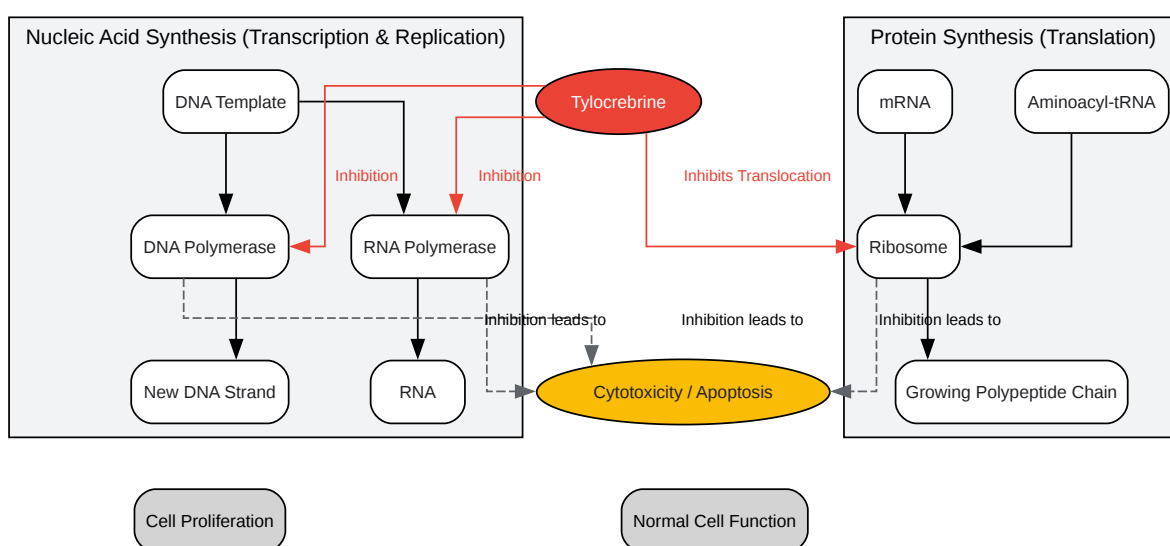 Nucleic Acid Synthesis (Transcription & Replication)
Protein Synthesis (Translation)
DNA Template
Tylocrebrine
mRNA
Aminoacyl-tRNA
Inhibition
Inhibition
Inhibits Translocation
DNA Polymerase
RNA Polymerase
Ribosome
Inhibition leads to
Inhibition leads to
Inhibition leads to
New DNA Strand
RNA
Cytotoxicity / Apoptosis
Growing Polypeptide Chain
Cell Proliferation
Normal Cell Function